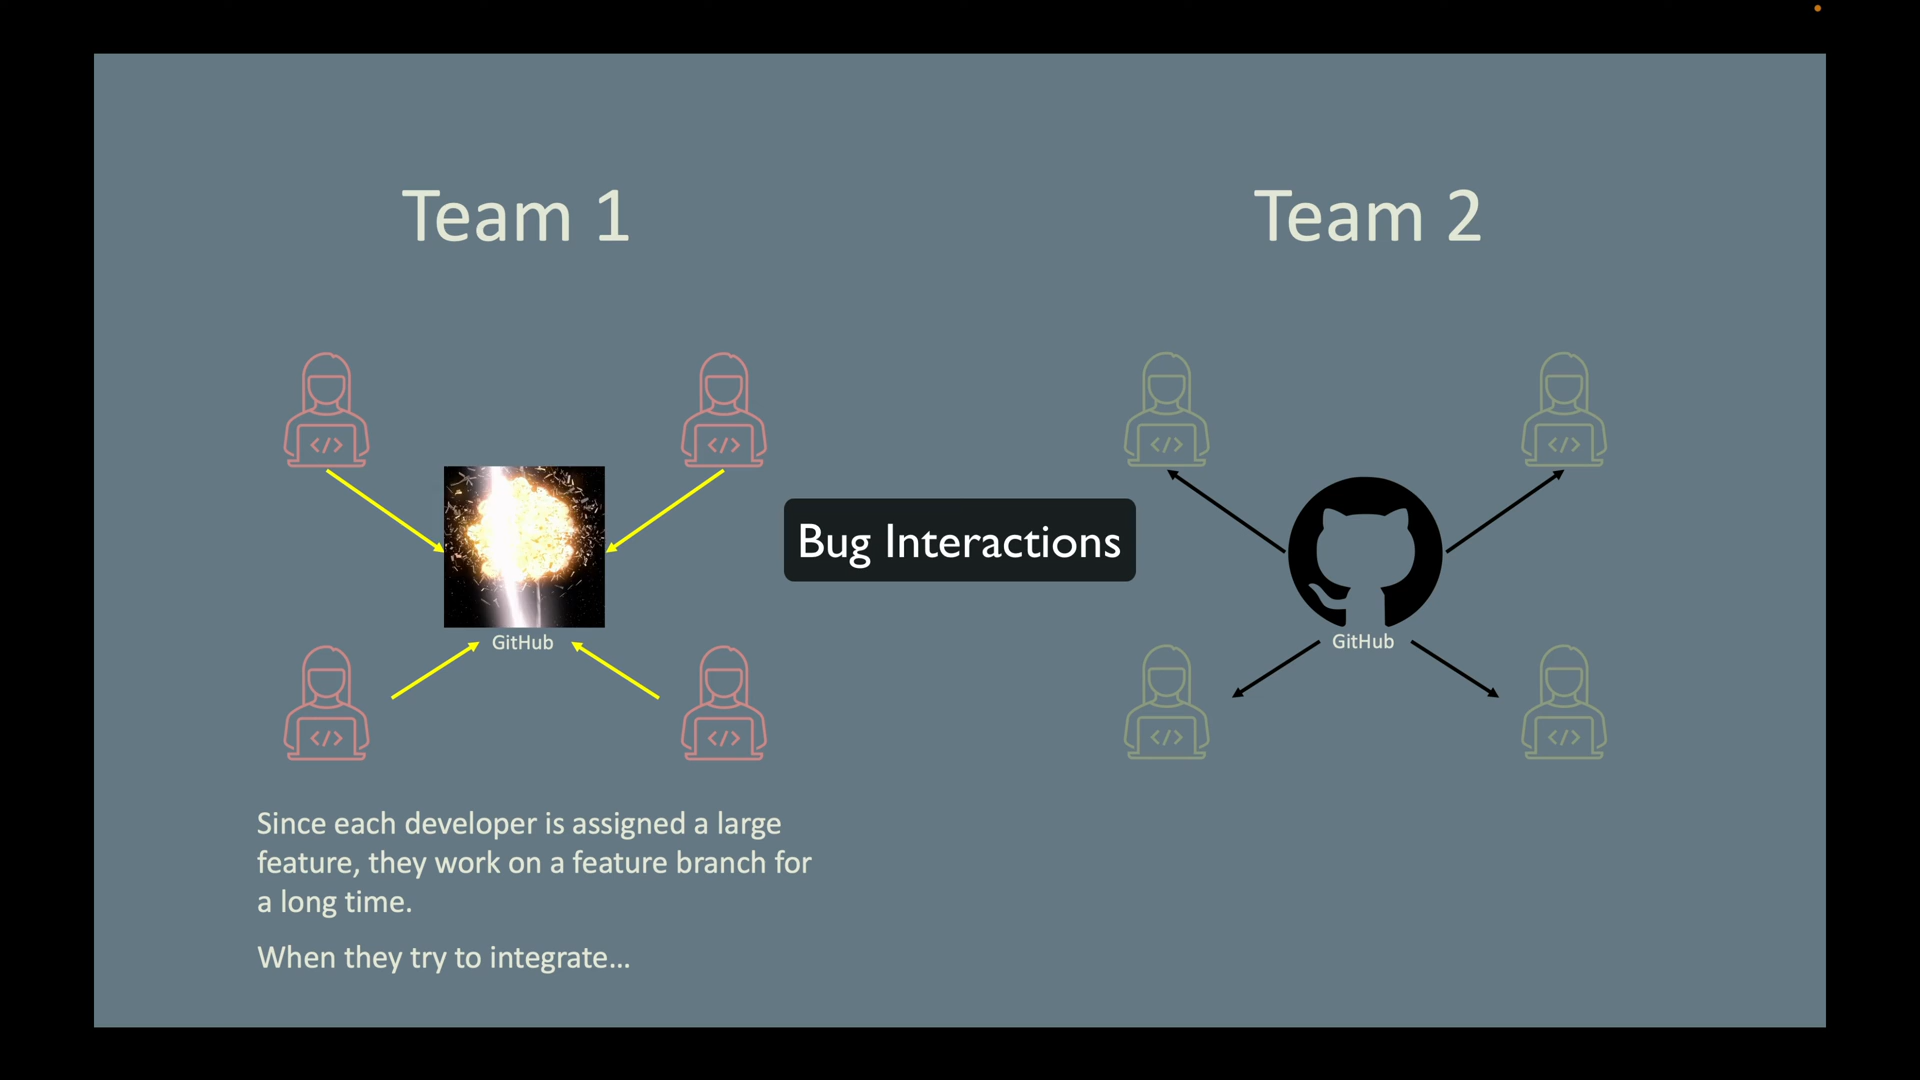 Team 1
Team 2
</>
</>
</>
</>
Bug Interactions
GitHub
GitHub
</>
</>
</>
</>
Since each developer is assigned a large
feature, they work on a feature branch for
a long time.
When they try to integrate...